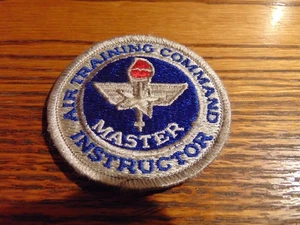 AIR TRAINING COMMAND
MASTER
INSTRUCTOR